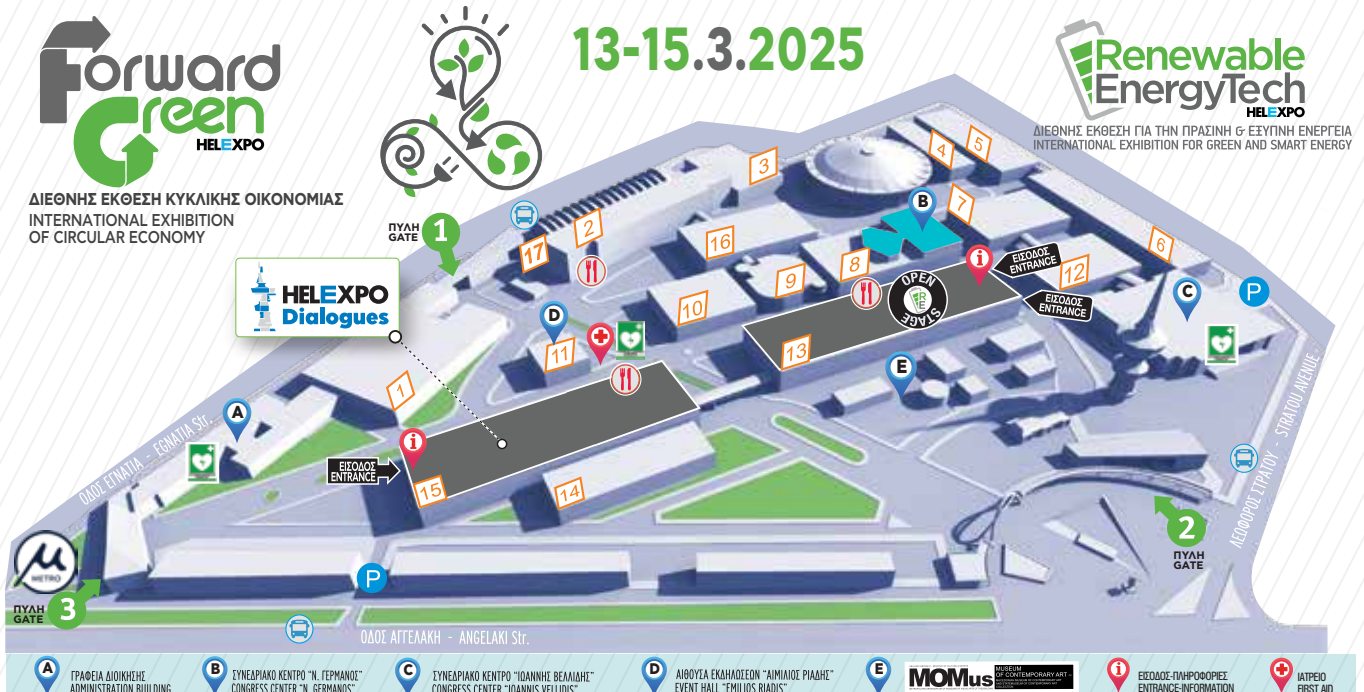 Forward
Green
HELEXPO
ΔΙΕΘΝΗΣ ΕΚΘΕΣΗ ΚΥΚΛΙΚΗΣ ΟΙΚΟΝΟΜΙΑΣ
INTERNATIONAL EXHIBITION
OF CIRCULAR ECONOMY
13-15.3.2025
Renewable
EnergyTech
HELEXPO
ΔΙΕΘΝΗΣ ΕΚΘΕΣΗ ΓΙΑ ΤΗΝ ΠΡΑΣΙΝΗ & ΕΞΥΠΝΗ ΕΝΕΡΓΕΙΑ
INTERNATIONAL EXHIBITION FOR GREEN AND SMART ENERGY
ΠΥΛΗ
GATE 1
17
2
3
4
5
B
7
6
16
9
8
i
ΕΙΣΟΔΟΣ
ENTRANCE
12
ΕΙΣΟΔΟΣ
ENTRANCE
C
P
OPEN
RE
STAGE
HELEXPO
Dialogues
D
11
10
13
E
1
A
i
ΕΙΣΟΔΟΣ
ENTRANCE
15
14
ΟΔΟΣ ΕΓΝΑΤΙΑ - EGNATIA Str.
ΛΕΩΦΟΡΟΣ ΣΤΡΑΤΟΥ - STRATOU AVENUE
2
ΠΥΛΗ
GATE
μ
METRO
ΠΥΛΗ
GATE 3
P
ΟΔΟΣ ΑΓΓΕΛΑΚΗ - ANGELAKI Str.
A ΓΡΑΦΕΙΑ ΔΙΟΙΚΗΣΗΣ
ADMINISTRATION BUILDING
B ΣΥΝΕΔΡΙΑΚΟ ΚΕΝΤΡΟ "Ν. ΓΕΡΜΑΝΟΣ"
CONGRESS CENTER "N. GERMANOS"
C ΣΥΝΕΔΡΙΑΚΟ ΚΕΝΤΡΟ "ΙΩΑΝΝΗΣ ΒΕΛΛΙΔΗΣ"
CONGRESS CENTER "IOANNIS VELLIDIS"
D ΑΙΘΟΥΣΑ ΕΚΔΗΛΩΣΕΩΝ "ΑΙΜΙΛΙΟΣ ΡΙΑΔΗΣ"
EVENT HALL "EMILIOS RIADIS"
E MOMus
MUSEUM
OF CONTEMPORARY ART
i ΕΙΣΟΔΟΣ-ΠΛΗΡΟΦΟΡΙΕΣ
ENTRANCE-INFORMATION
ΙΑΤΡΕΙΟ
FIRST AID